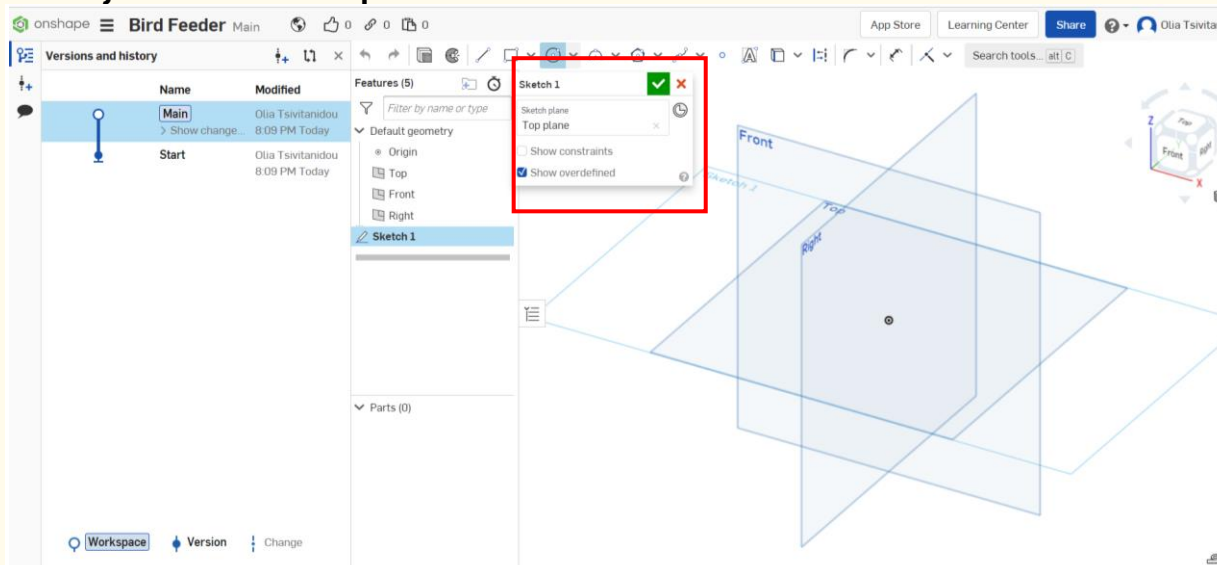 onshape Bird Feeder Main 0 0 0 App Store Learning Center Share Olia Tsivita
Versions and history
Search tools... alt C
Name Modified
Main Olia Tsivitanidou
> Show change... 8:09 PM Today
Start Olia Tsivitanidou
8:09 PM Today
Workspace Version Change
Features (5)
Filter by name or type
Default geometry
Origin
Top
Front
Right
Sketch 1
Parts (0)
Sketch 1
Sketch plane
Top plane
Show constraints
Show overdefined
Front
Sketch 1
Top
Right
Z
Top
Front Right
X